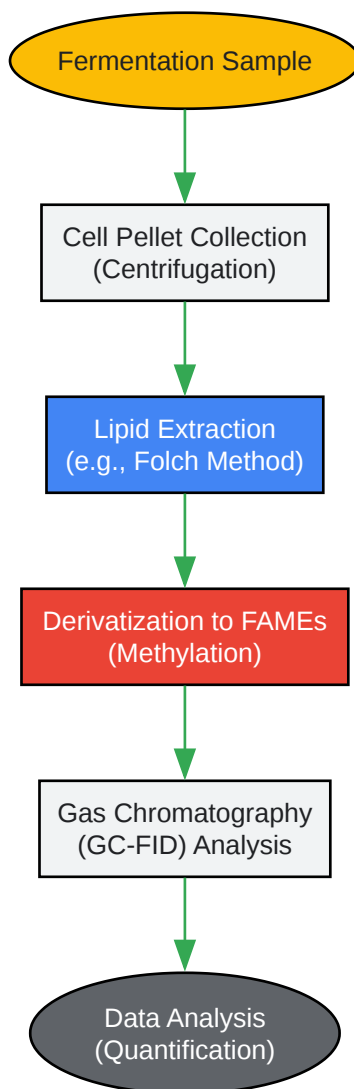 Fermentation Sample
Cell Pellet Collection
(Centrifugation)
Lipid Extraction
(e.g., Folch Method)
Derivatization to FAMEs
(Methylation)
Gas Chromatography
(GC-FID) Analysis
Data Analysis
(Quantification)